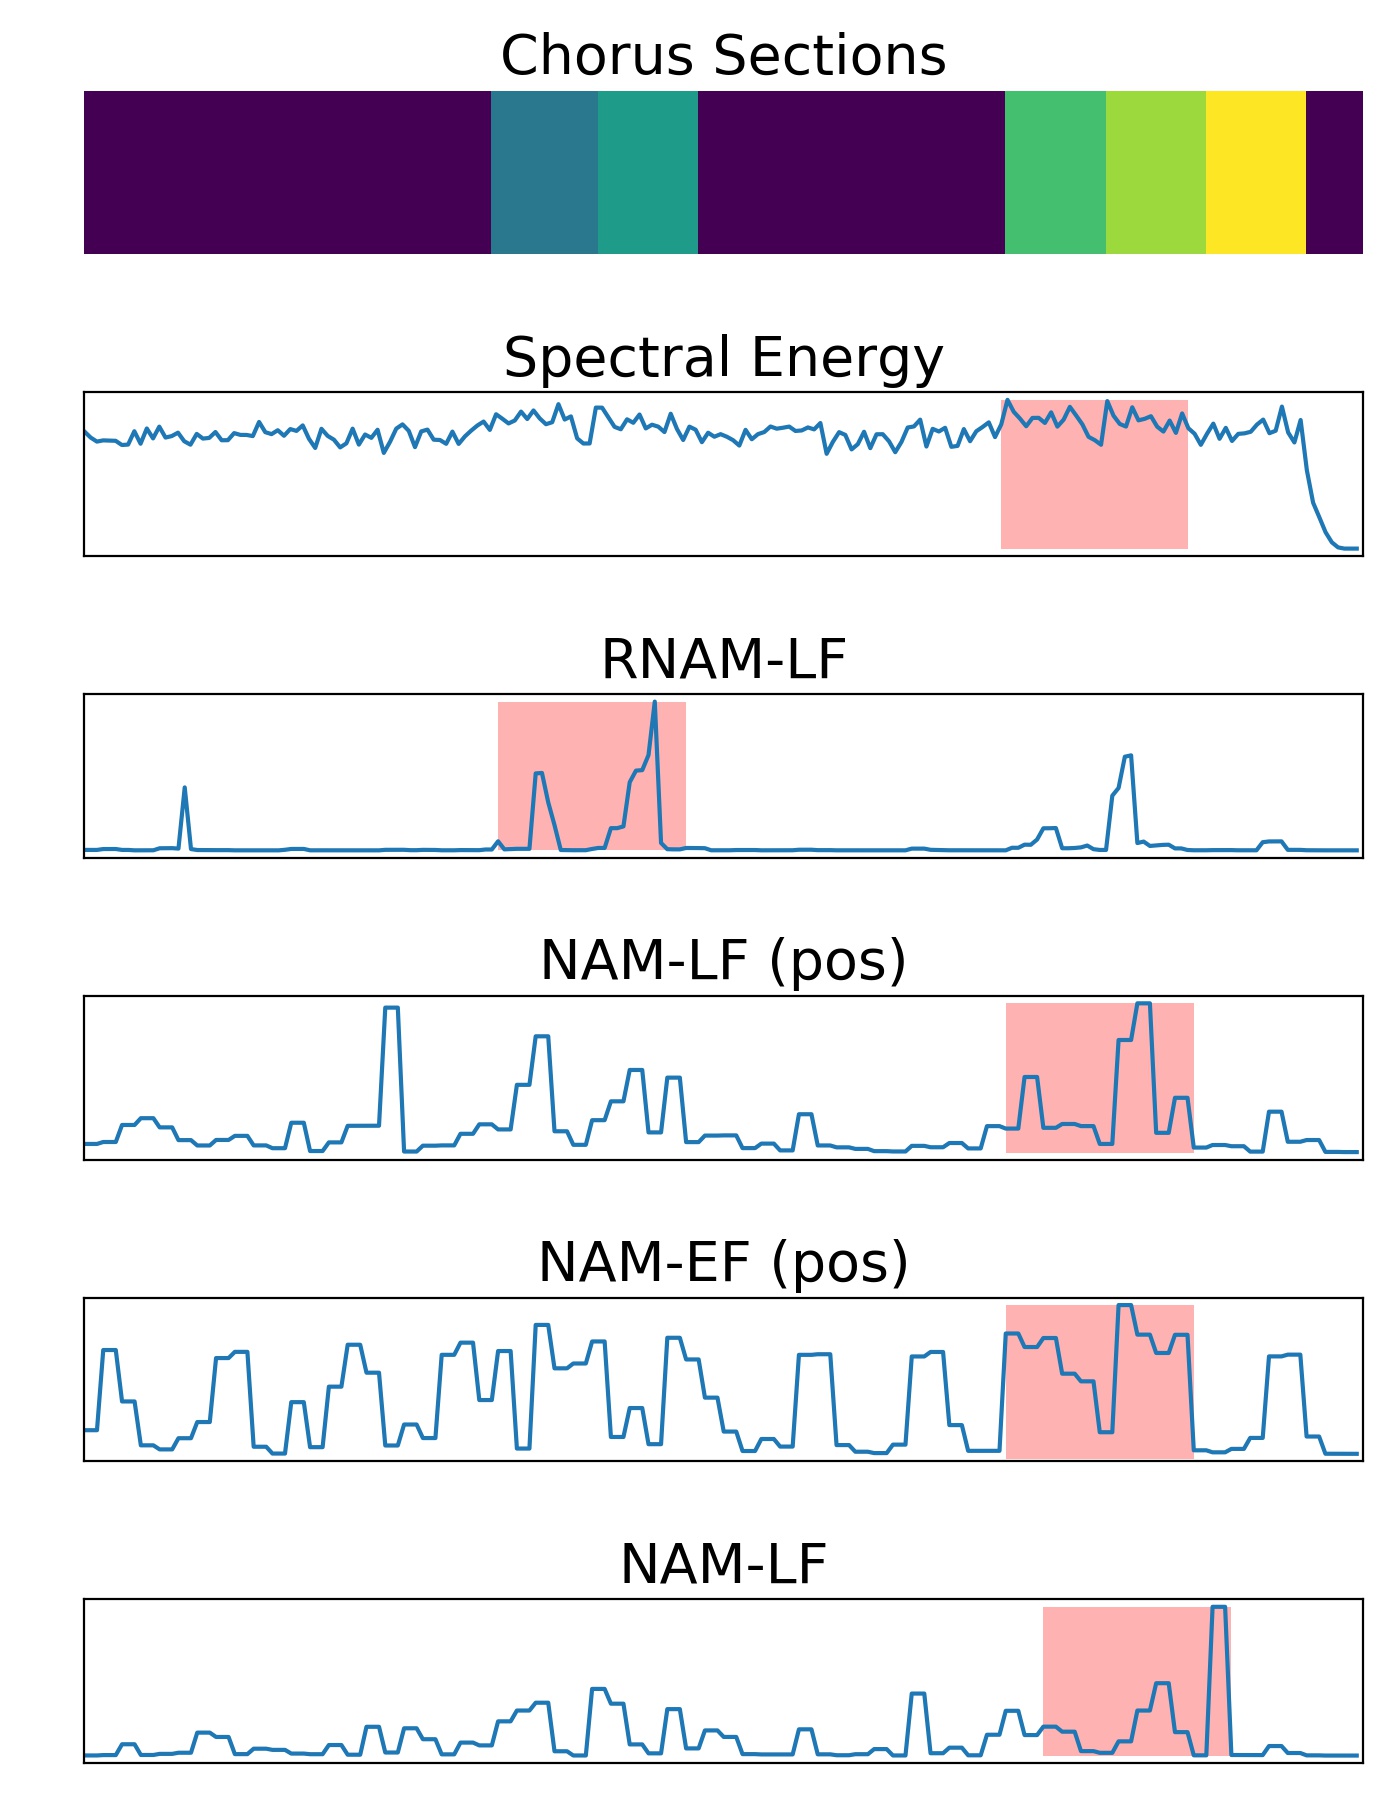 Chorus Sections
Spectral Energy
RNAM-LF
NAM-LF (pos)
NAM-EF (pos)
NAM-LF